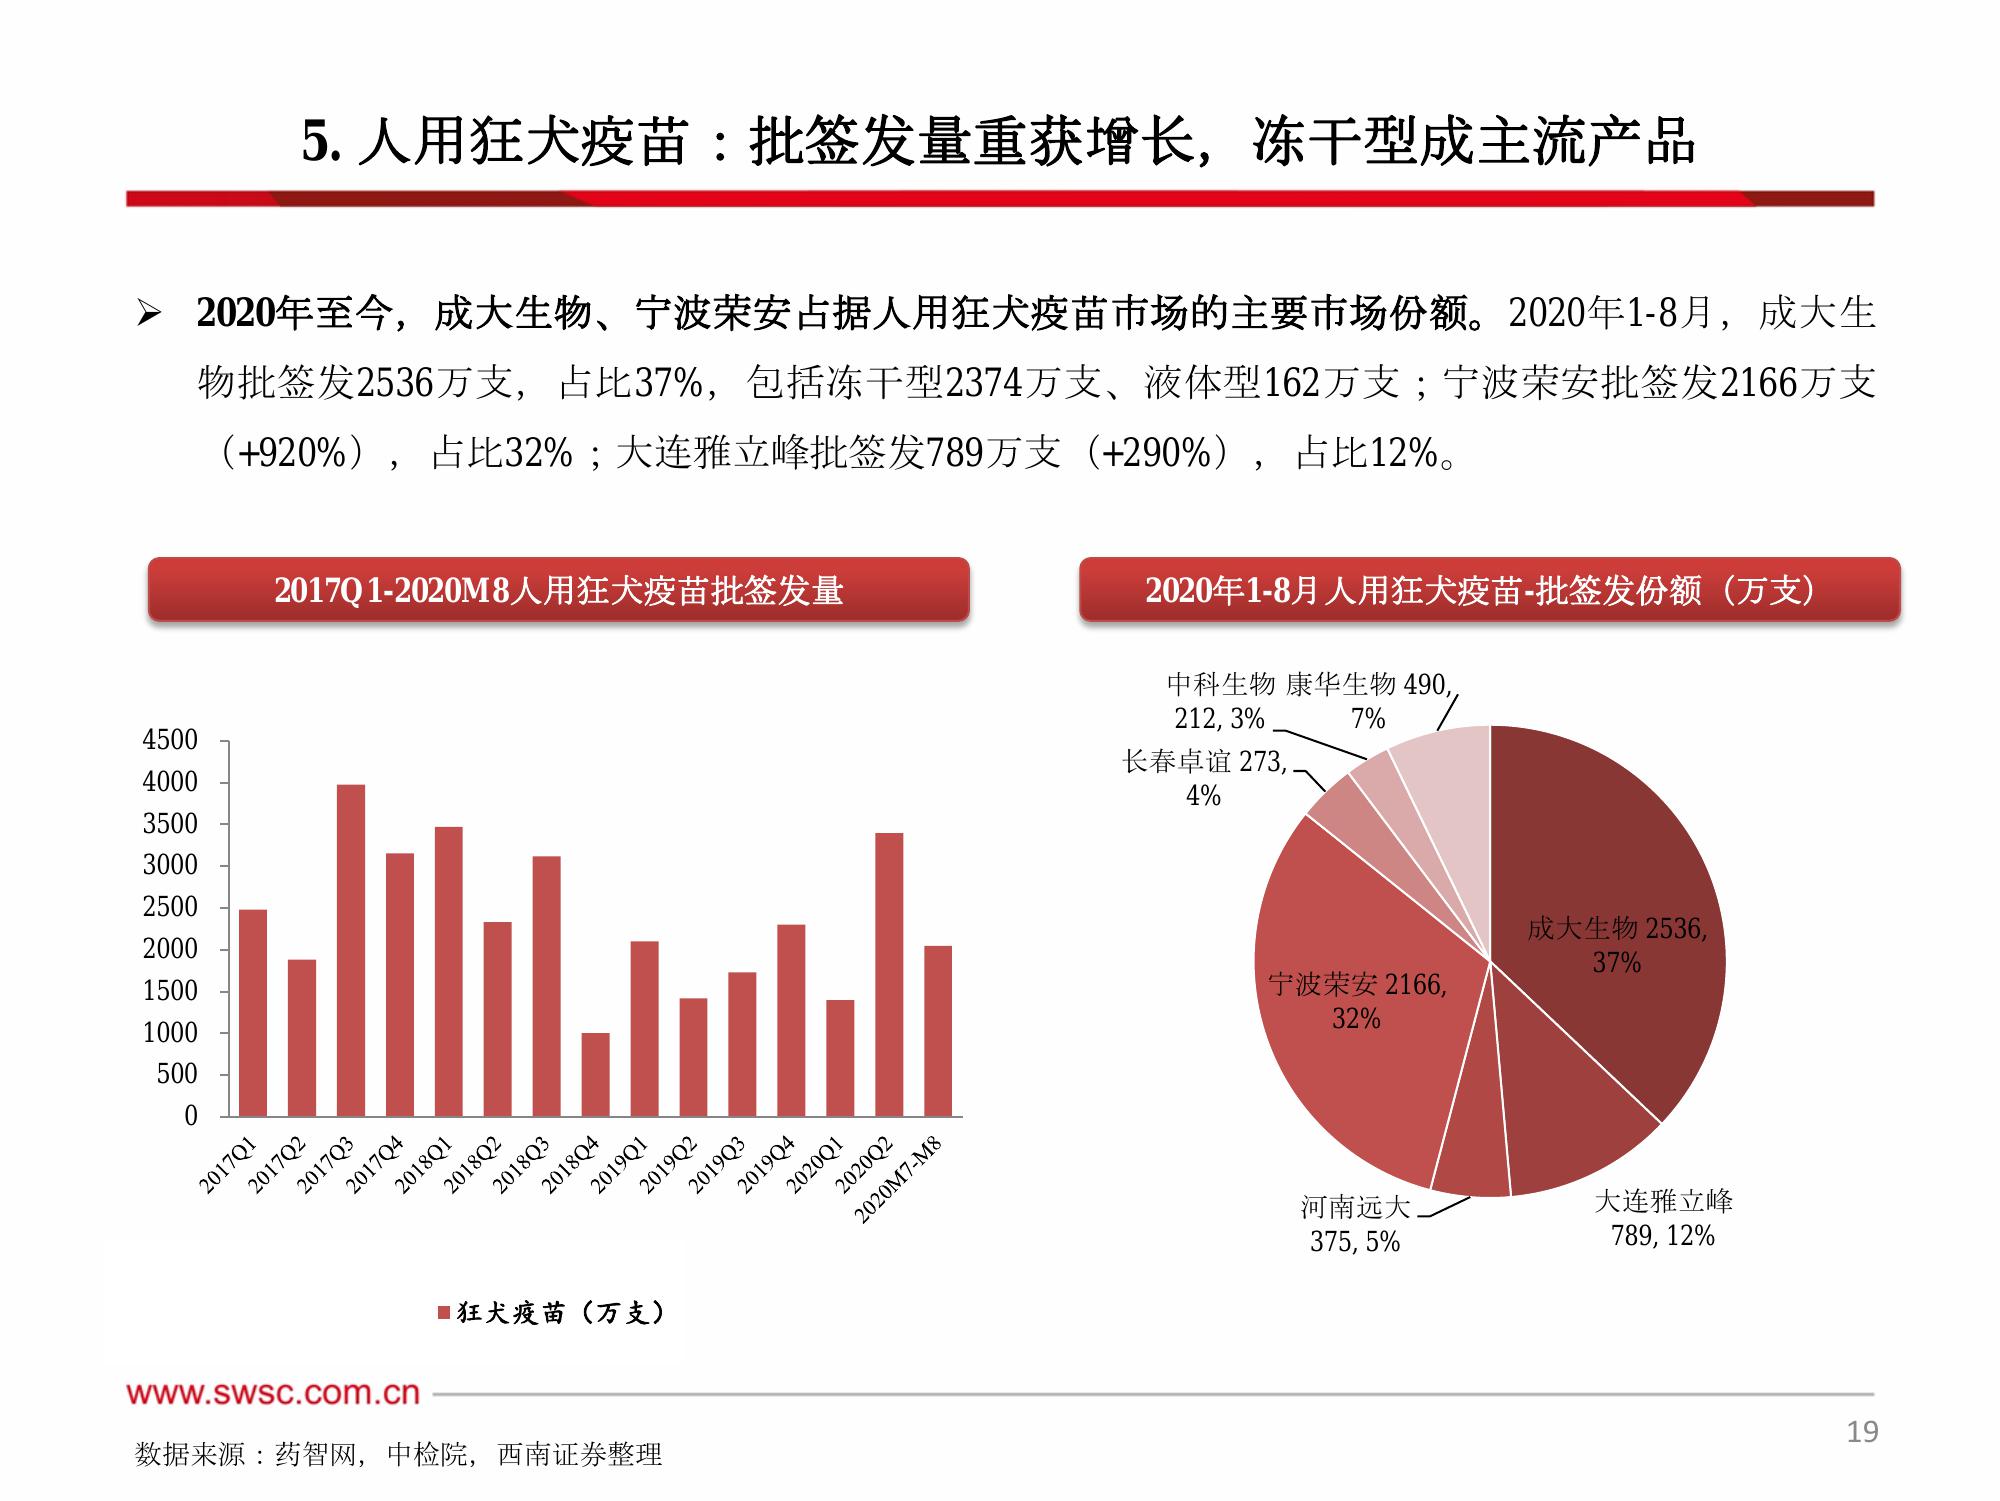 5. 人用狂犬疫苗：批签发量重获增长，冻干型成主流产品
➢ 2020年至今，成大生物、宁波荣安占据人用狂犬疫苗市场的主要市场份额。2020年1-8月，成大生
物批签发2536万支，占比37%，包括冻干型2374万支、液体型162万支；宁波荣安批签发2166万支
（+920%），占比32%；大连雅立峰批签发789万支（+290%），占比12%。
2017Q1-2020M8人用狂犬疫苗批签发量
4500
4000
3500
3000
2500
2000
1500
1000
500
0
2017Q1
2017Q2
2017Q3
2017Q4
2018Q1
2018Q2
2018Q3
2018Q4
2019Q1
2019Q2
2019Q3
2019Q4
2020Q1
2020Q2
2020M7-M8
狂犬疫苗（万支）
2020年1-8月人用狂犬疫苗-批签发份额（万支）
中科生物
212, 3%
康华生物 490,
7%
长春卓谊 273,
4%
成大生物 2536,
37%
宁波荣安 2166,
32%
河南远大
375, 5%
大连雅立峰
789, 12%
www.swsc.com.cn
19
数据来源：药智网，中检院，西南证券整理